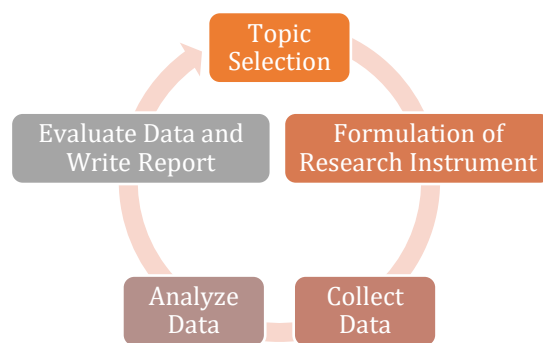 Topic
Selection
Formulation of
Research Instrument
Collect
Data
Analyze
Data
Evaluate Data and
Write Report